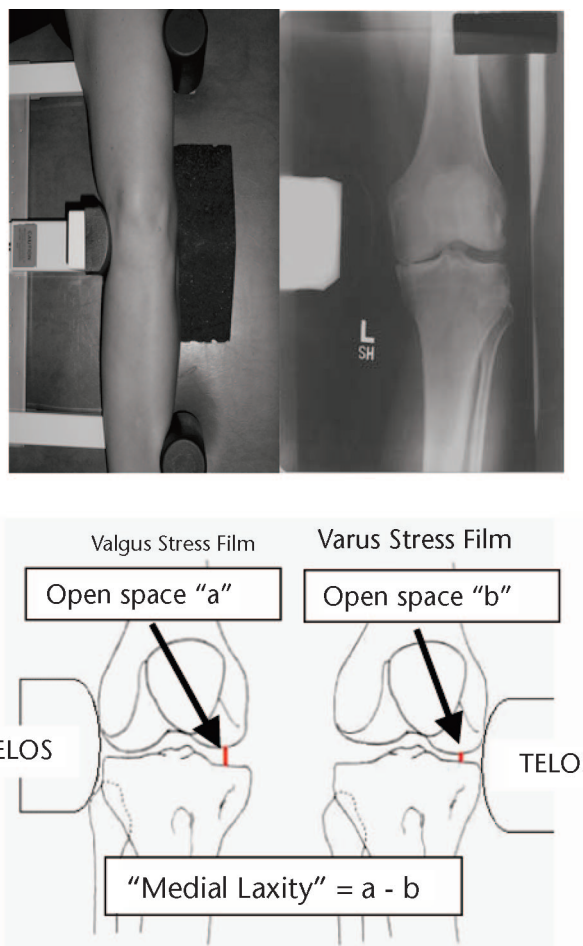 L
SH
Valgus Stress Film
Varus Stress Film
Open space "a"
Open space "b"
ELOS
TELO
"Medial Laxity" = a - b